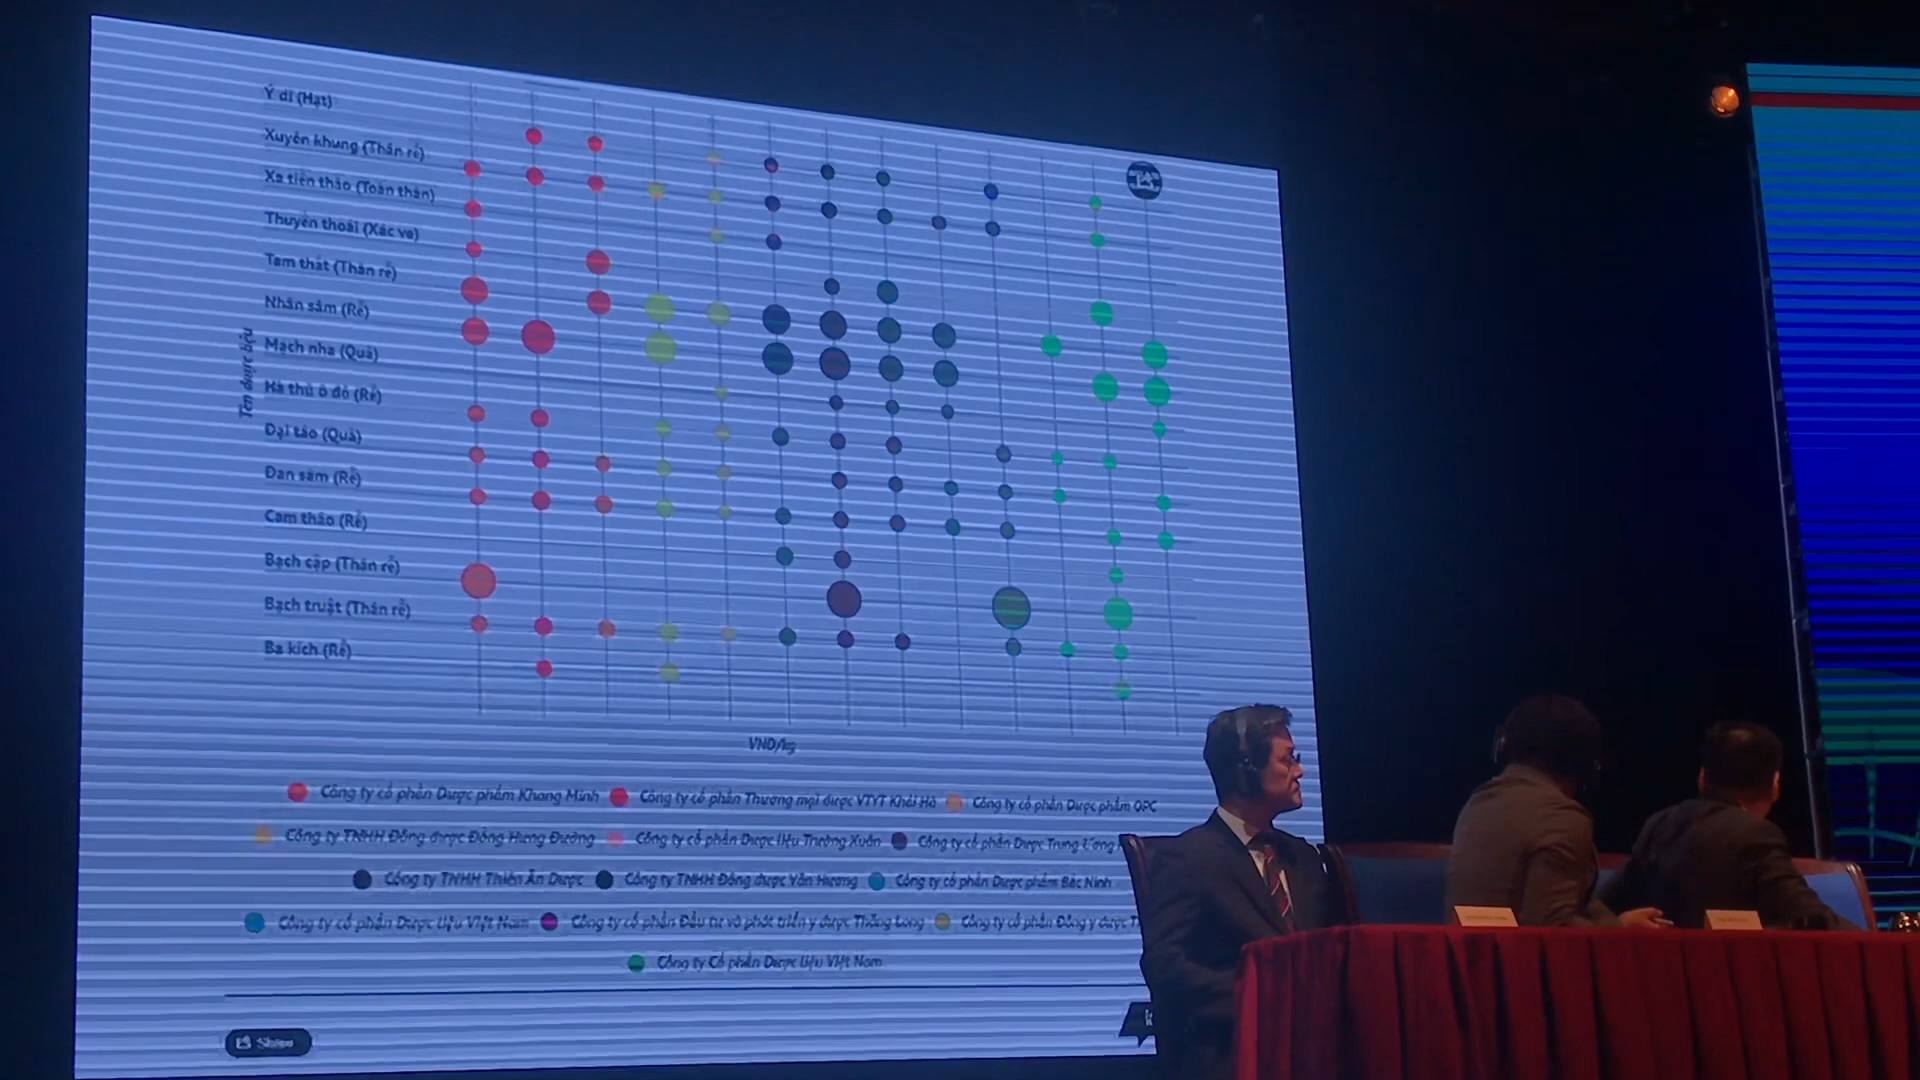 Ý dĩ (Hạt)
Xuyên khung (Thân rễ)
Xa tiền thảo (Toàn thân)
Thuyền thoái (Xác ve)
Tam thất (Thân rễ)
Nhân sâm (Rễ)
Mạch nha (Quả)
Hà thủ ô đỏ (Rễ)
Đại táo (Quả)
Đan sâm (Rễ)
Cam thảo (Rễ)
Bạch cập (Thân rễ)
Bạch truật (Thân rễ)
Ba kích (Rễ)
Tên dược liệu
VND/kg
Công ty cổ phần Dược phẩm Khang Minh
Công ty cổ phần Thương mại dược VTYT Khải Hà
Công ty cổ phần Dược phẩm OPC
Công ty TNHH Đông dược Đông Hưng Đường
Công ty cổ phần Dược liệu Trường Xuân
Công ty cổ phần Dược Trung Ương
Công ty TNHH Thiên Ân Dược
Công ty TNHH Đông dược Văn Hương
Công ty cổ phần Dược phẩm Bắc Ninh
Công ty cổ phần Dược liệu Việt Nam
Công ty cổ phần Đầu tư và phát triển y dược Thăng Long
Công ty cổ phần Đông y dược T
Công ty Cổ phần Dược liệu Việt Nam